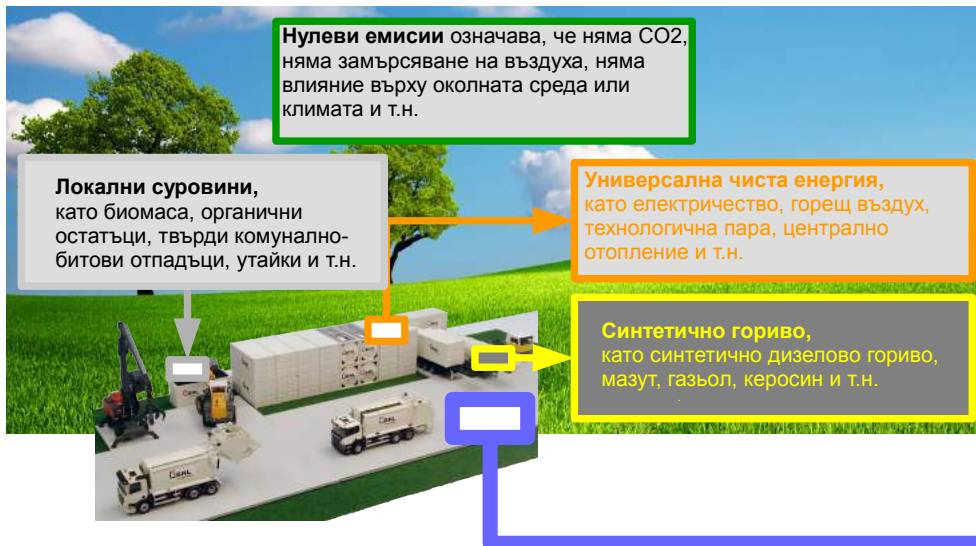 Нулеви емисии означава, че няма CO2,
няма замърсяване на въздуха, няма
влияние върху околната среда или
климата и т.н.
Локални суровини,
като биомаса, органични
остатъци, твърди комунално-
битови отпадъци, утайки и т.н.
Универсална чиста енергия,
като електричество, горещ въздух,
технологична пара, централно
отопление и т.н.
Синтетично гориво,
като синтетично дизелово гориво,
мазут, газьол, керосин и т.н.